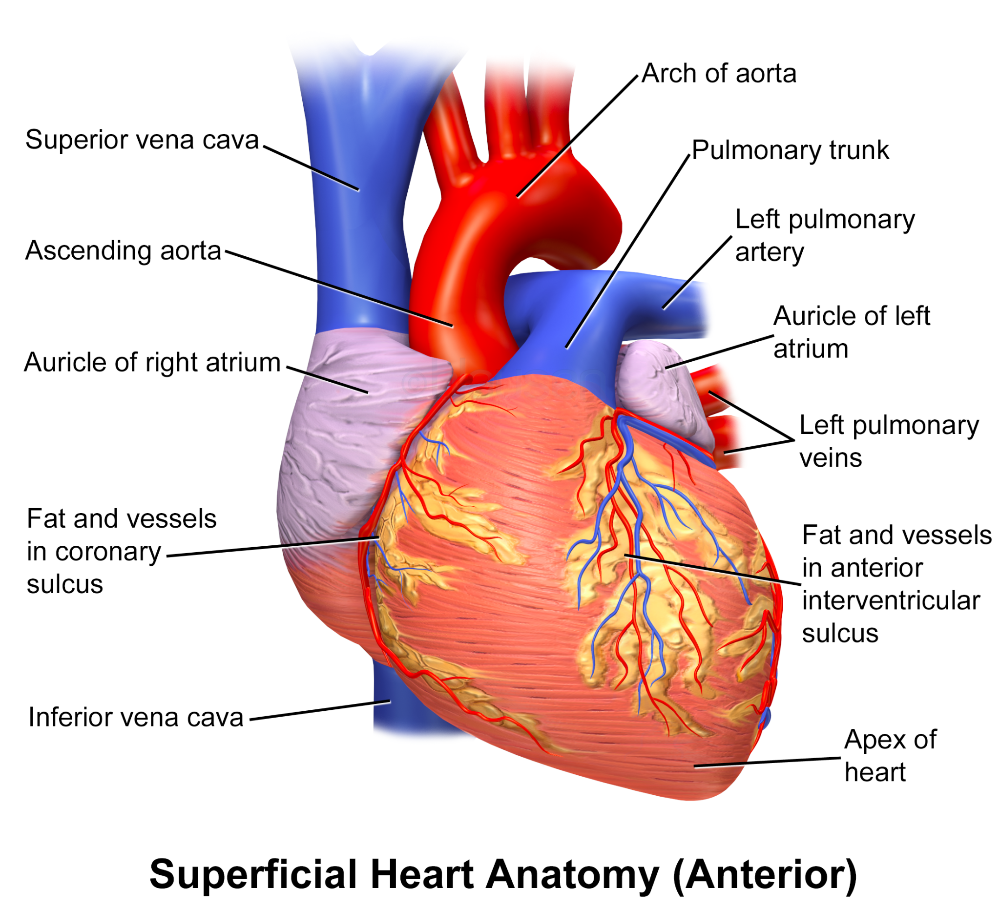 Arch of aorta
Superior vena cava
Pulmonary trunk
Left pulmonary
artery
Ascending aorta
Auricle of left
atrium
Auricle of right atrium
Left pulmonary
veins
Fat and vessels
in coronary
sulcus
Fat and vessels
in anterior
interventricular
sulcus
Inferior vena cava
Apex of
heart
Superficial Heart Anatomy (Anterior)